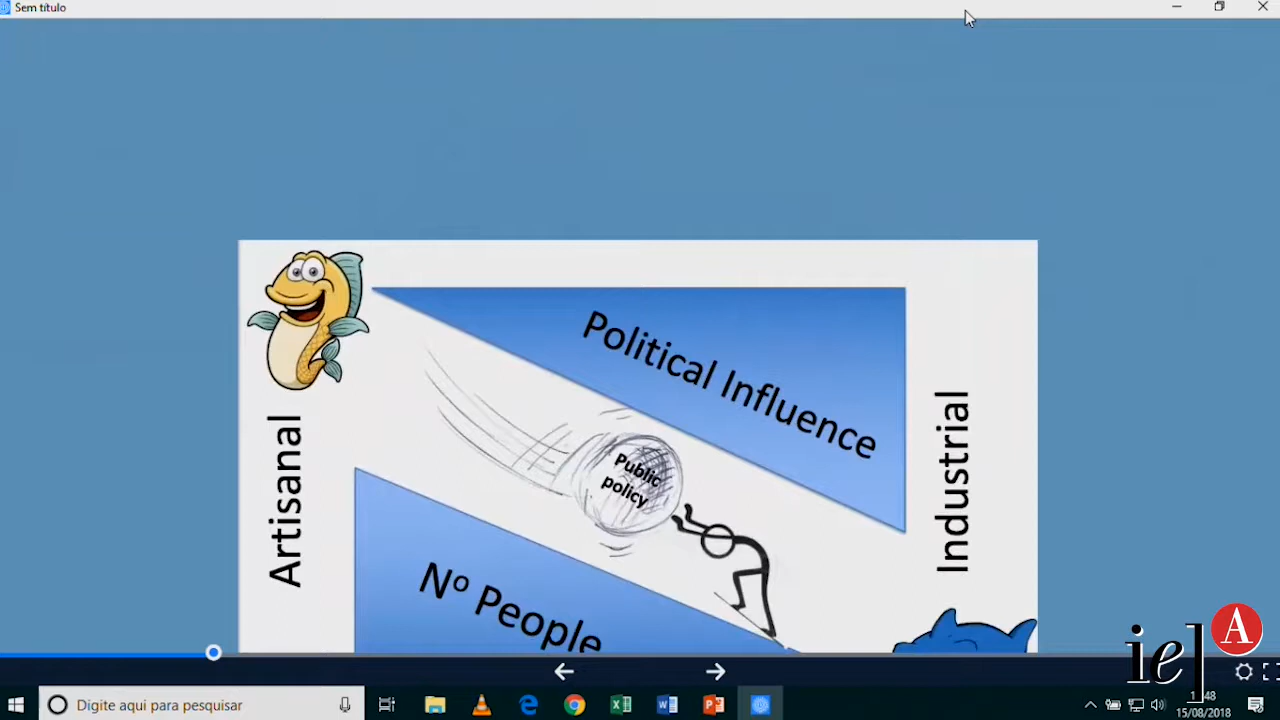 Sem título
Political Influence
Public
policy
Artisanal
Industrial
Nº People
ie]
A
Digite aqui para pesquisar
15/08/2018